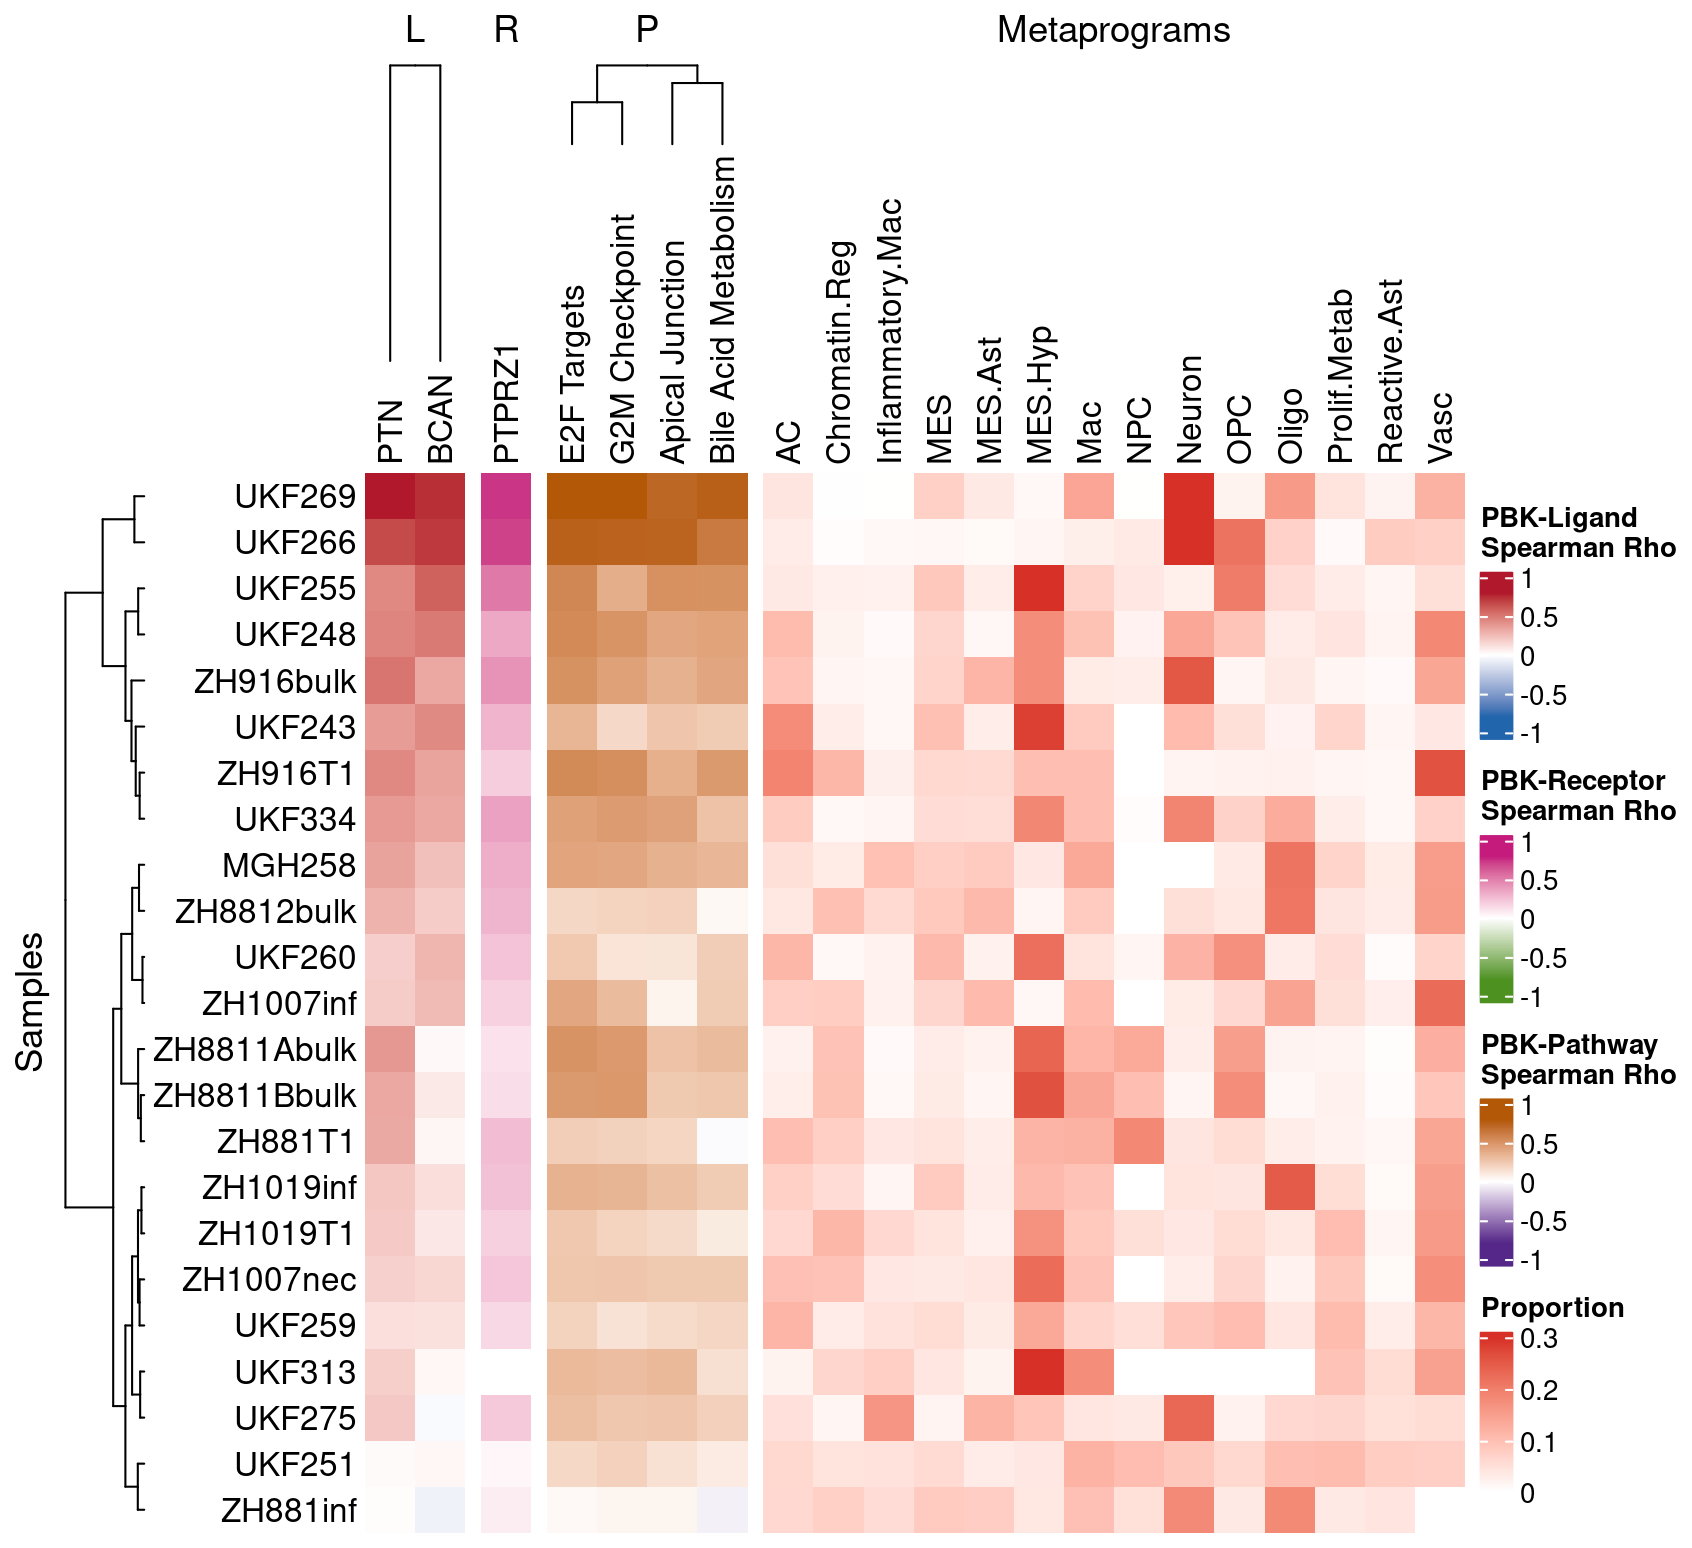 L R P Metaprograms
PTN
BCAN
PTPRZ1
E2F Targets
G2M Checkpoint
Apical Junction
Bile Acid Metabolism
AC
Chromatin.Reg
Inflammatory.Mac
MES
MES.Ast
MES.Hyp
Mac
NPC
Neuron
OPC
Oligo
Prolif.Metab
Reactive.Ast
Vasc
Samples
UKF269
UKF266
UKF255
UKF248
ZH916bulk
UKF243
ZH916T1
UKF334
MGH258
ZH8812bulk
UKF260
ZH1007inf
ZH8811Abulk
ZH8811Bbulk
ZH881T1
ZH1019inf
ZH1019T1
ZH1007nec
UKF259
UKF313
UKF275
UKF251
ZH881inf
PBK-Ligand
Spearman Rho
1
0.5
0
-0.5
-1
PBK-Receptor
Spearman Rho
1
0.5
0
-0.5
-1
PBK-Pathway
Spearman Rho
1
0.5
0
-0.5
-1
Proportion
0.3
0.2
0.1
0